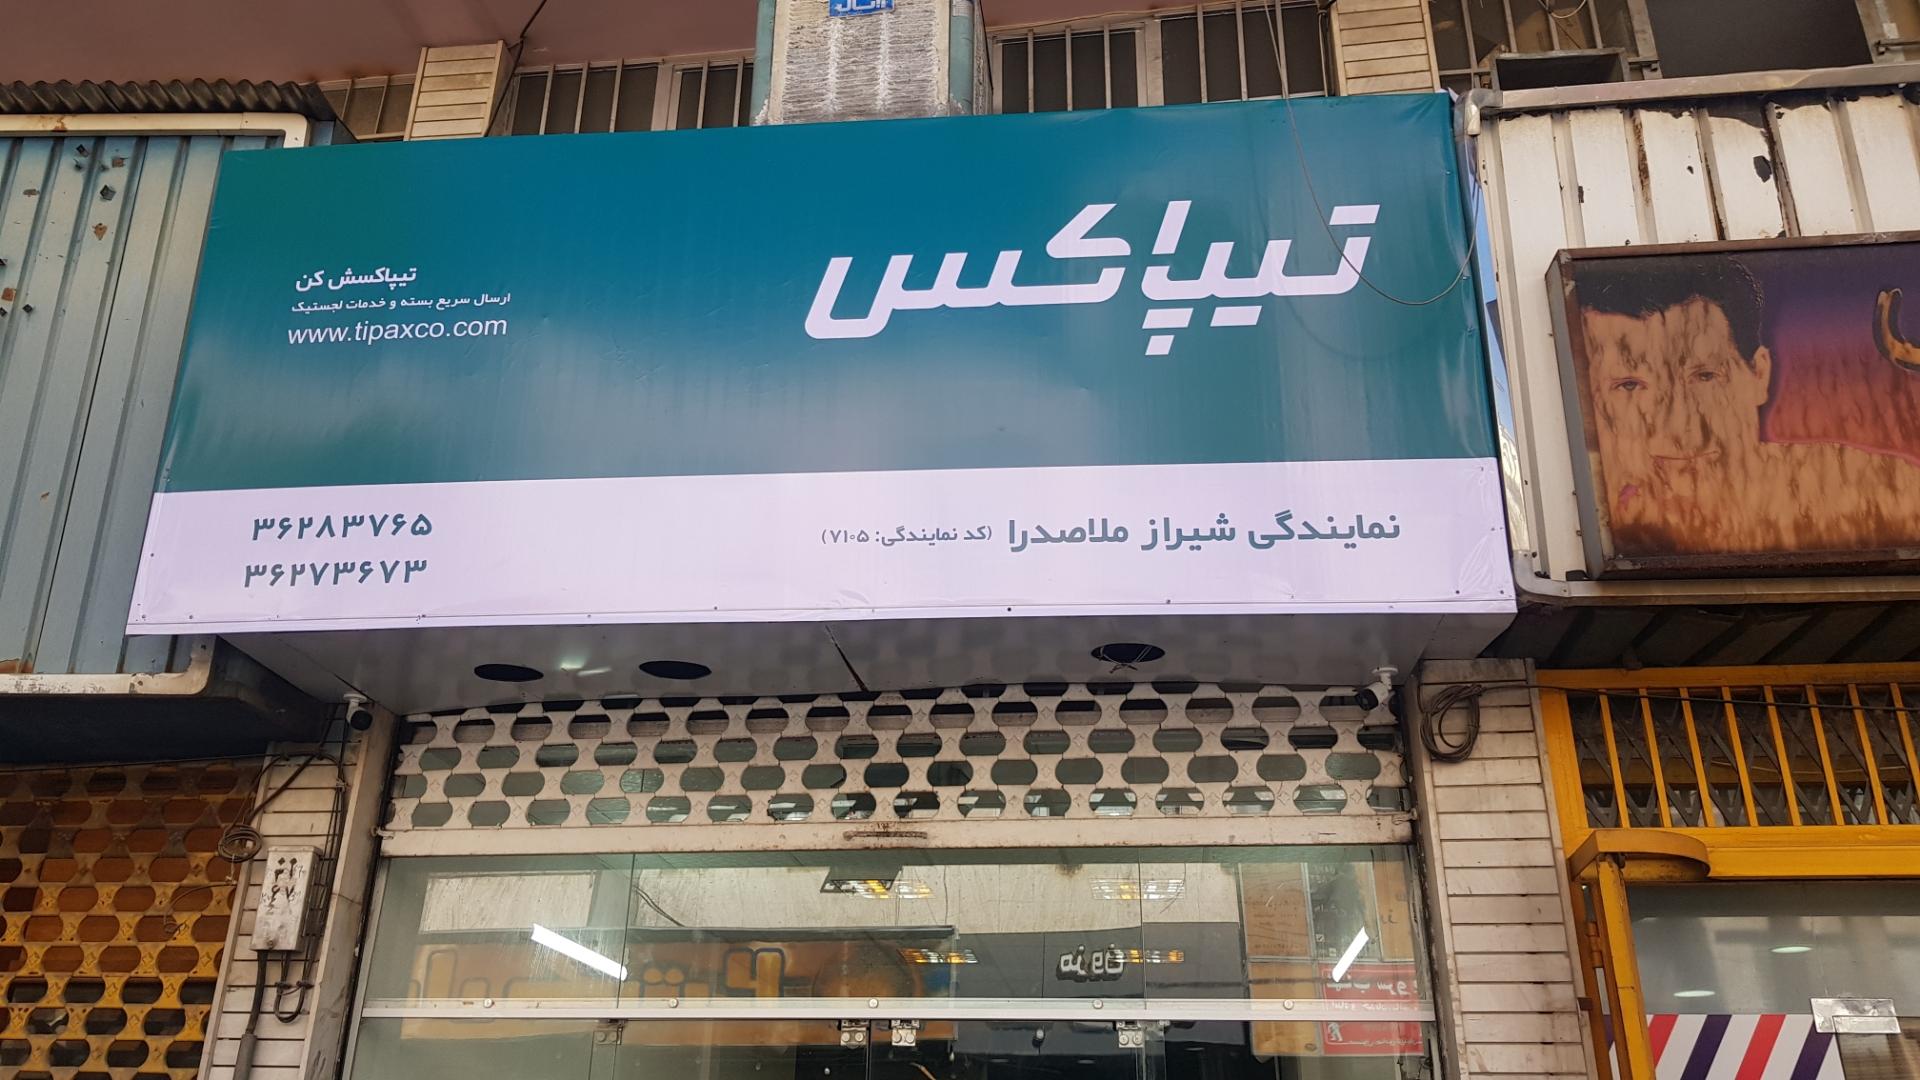 تیپاکس
تیپاکسش کن
ارسال سریع بسته و خدمات لجستیک
www.tipaxco.com
نمایندگی شیراز ملاصدرا (کد نمایندگی: ۷۱۰۵)
۳۶۲۸۳۷۶۵
۳۶۲۷۳۶۷۳